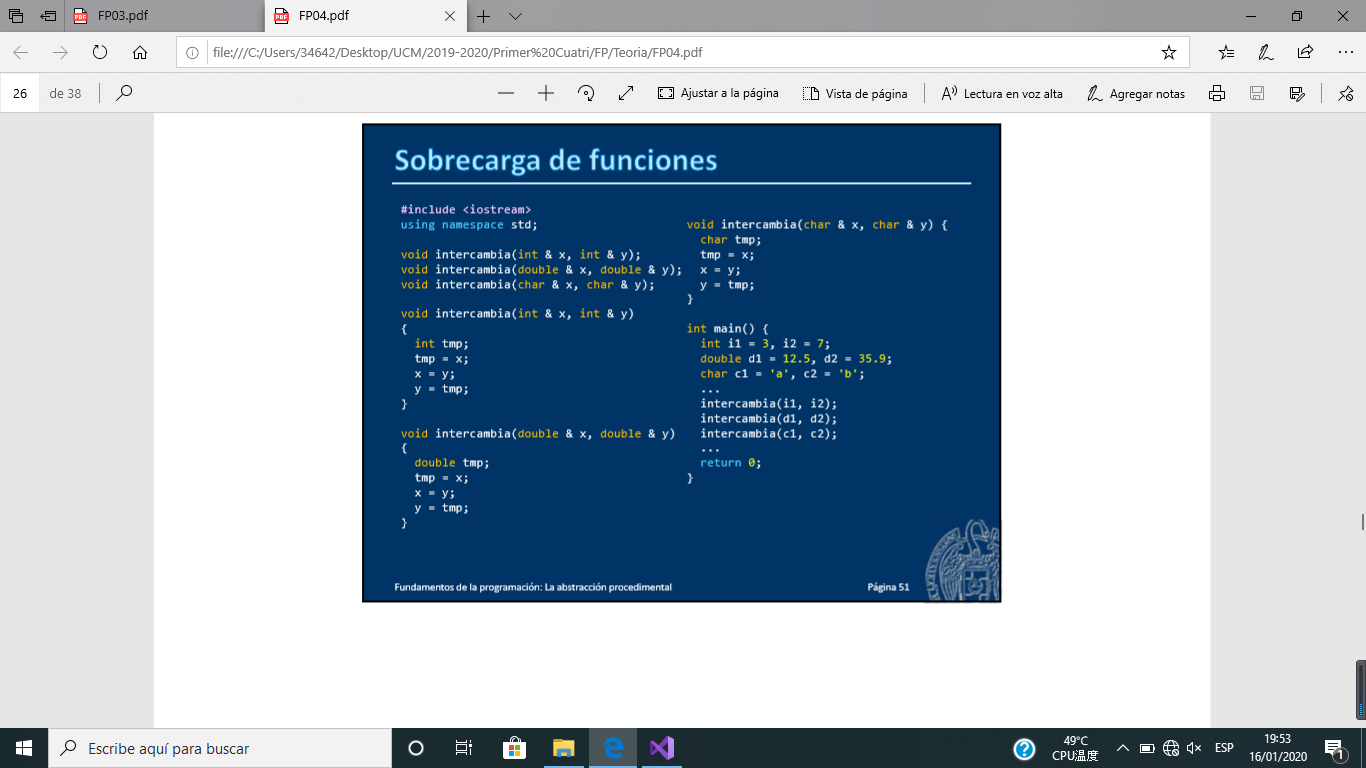 FP03.pdf
FP04.pdf
file:///C:/Users/34642/Desktop/UCM/2019-2020/Primer%20Cuatri/FP/Teoria/FP04.pdf
26 de 38
Ajustar a la página
Vista de página
Lectura en voz alta
Agregar notas
Sobrecarga de funciones
#include <iostream>
using namespace std;
void intercambia(int & x, int & y);
void intercambia(double & x, double & y);
void intercambia(char & x, char & y);
void intercambia(int & x, int & y)
{
int tmp;
tmp = x;
x = y;
y = tmp;
}
void intercambia(double & x, double & y)
{
double tmp;
tmp = x;
x = y;
y = tmp;
}
void intercambia(char & x, char & y) {
char tmp;
tmp = x;
x = y;
y = tmp;
}
int main() {
int i1 = 3, i2 = 7;
double d1 = 12.5, d2 = 35.9;
char c1 = 'a', c2 = 'b';
...
intercambia(i1, i2);
intercambia(d1, d2);
intercambia(c1, c2);
...
return 0;
}
Fundamentos de la programación: La abstracción procedimental
Página 51
Escribe aquí para buscar
49°C
CPU温度
ESP
19:53
16/01/2020
1